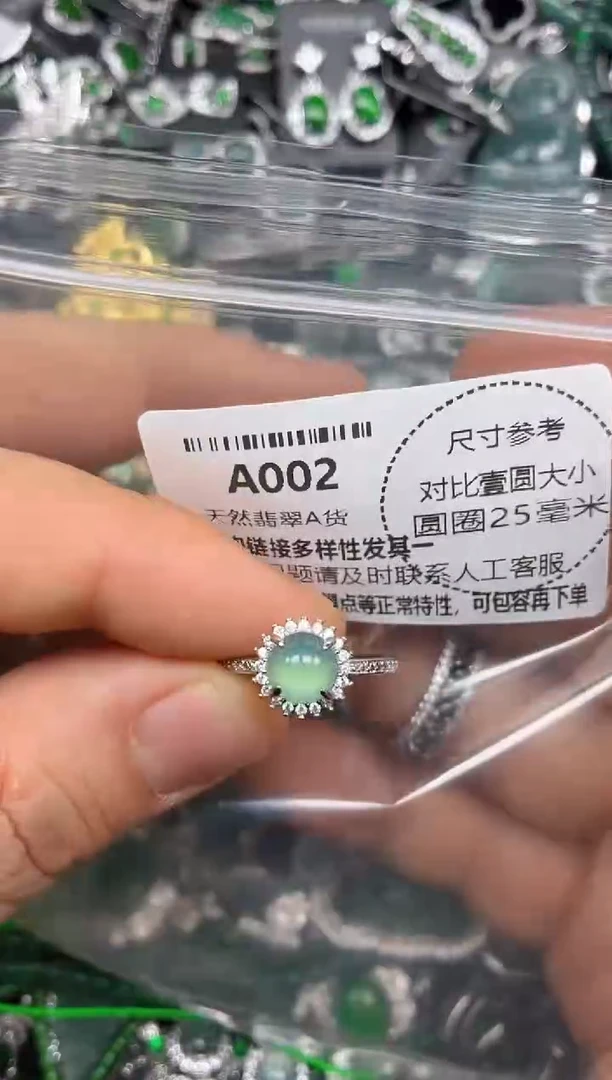 A002
天然翡翠A货
链接多样性发其一
题请及时联系人工客服
点等正常特性，可包容再下单
尺寸参考
对比壹圆大小
圆圈25毫米